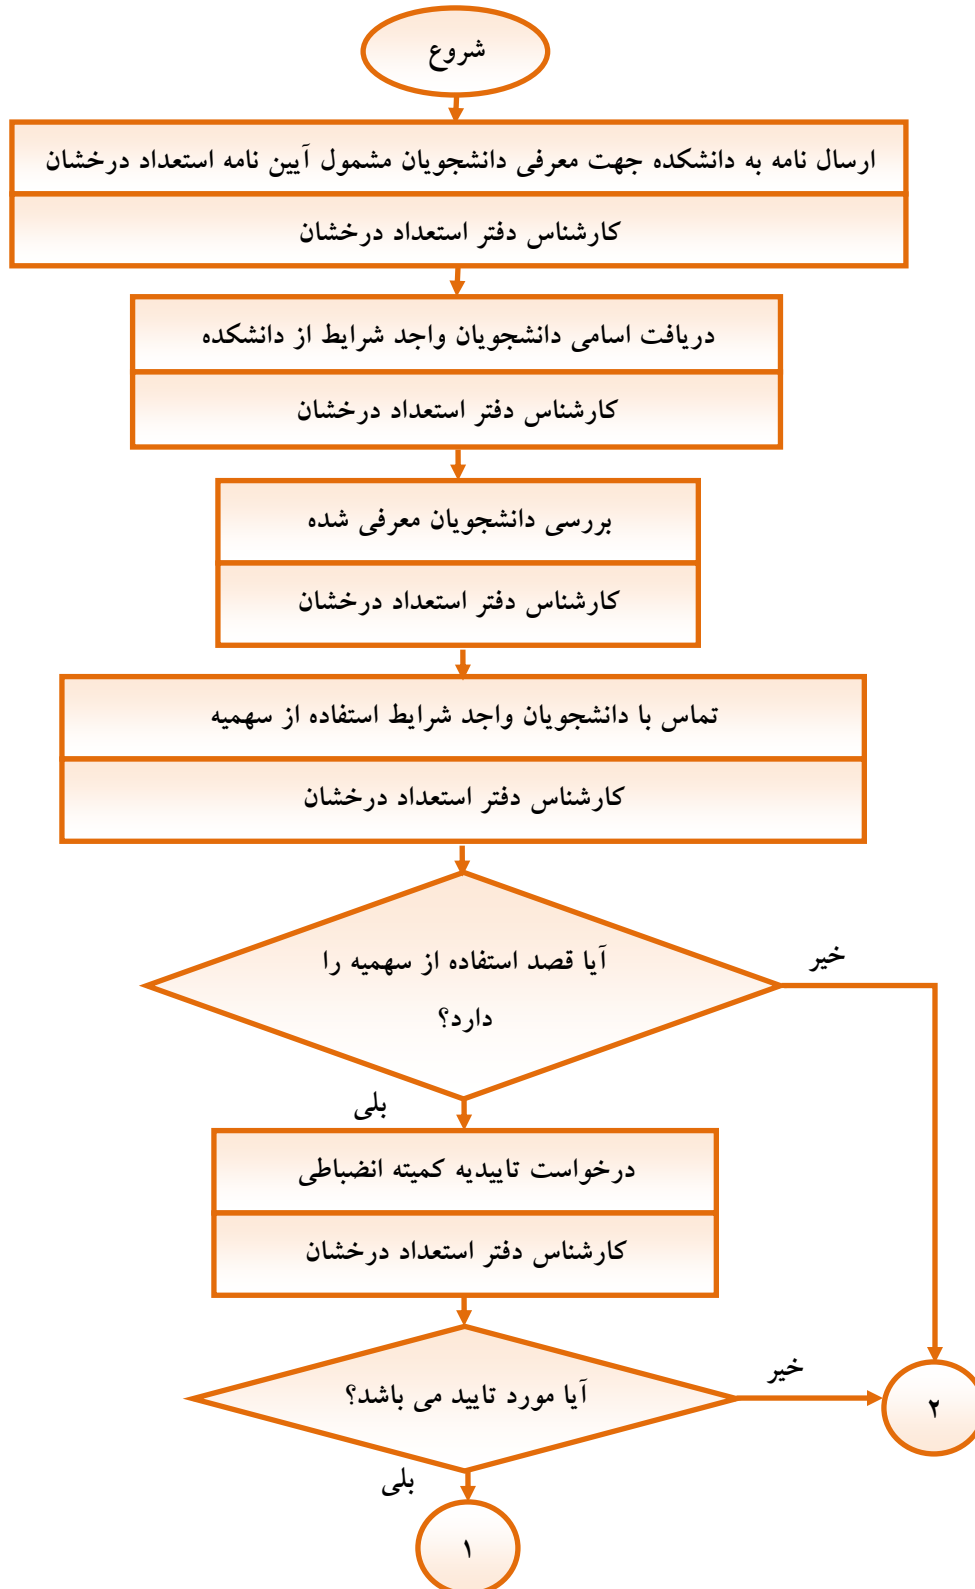 شروع
ارسال نامه به دانشکده جهت معرفی دانشجویان مشمول آیین نامه استعداد درخشان
کارشناس دفتر استعداد درخشان
دریافت اسامی دانشجویان واجد شرایط از دانشکده
کارشناس دفتر استعداد درخشان
بررسی دانشجویان معرفی شده
کارشناس دفتر استعداد درخشان
تماس با دانشجویان واجد شرایط استفاده از سهمیه
کارشناس دفتر استعداد درخشان
آیا قصد استفاده از سهمیه را
دارد؟
خیر
بلی
درخواست تاییدیه کمیته انضباطی
کارشناس دفتر استعداد درخشان
آیا مورد تایید می باشد؟
خیر
۲
بلی
۱